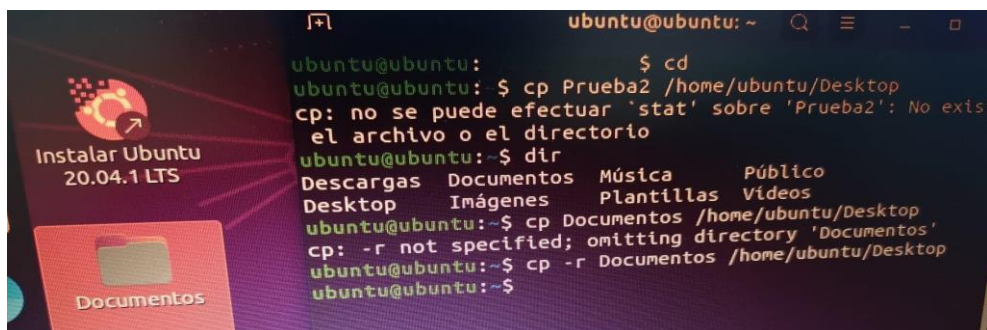 ubuntu@ubuntu: ~
ubuntu@ubuntu: $ cd
ubuntu@ubuntu: $ cp Prueba2 /home/ubuntu/Desktop
cp: no se puede efectuar `stat' sobre 'Prueba2': No exis
el archivo o el directorio
ubuntu@ubuntu:~$ dir
Descargas Documentos Música Público
Desktop Imágenes Plantillas Vídeos
ubuntu@ubuntu:~$ cp Documentos /home/ubuntu/Desktop
cp: -r not specified; omitting directory 'Documentos'
ubuntu@ubuntu:~$ cp -r Documentos /home/ubuntu/Desktop
ubuntu@ubuntu:~$
Instalar Ubuntu
20.04.1 LTS
Documentos